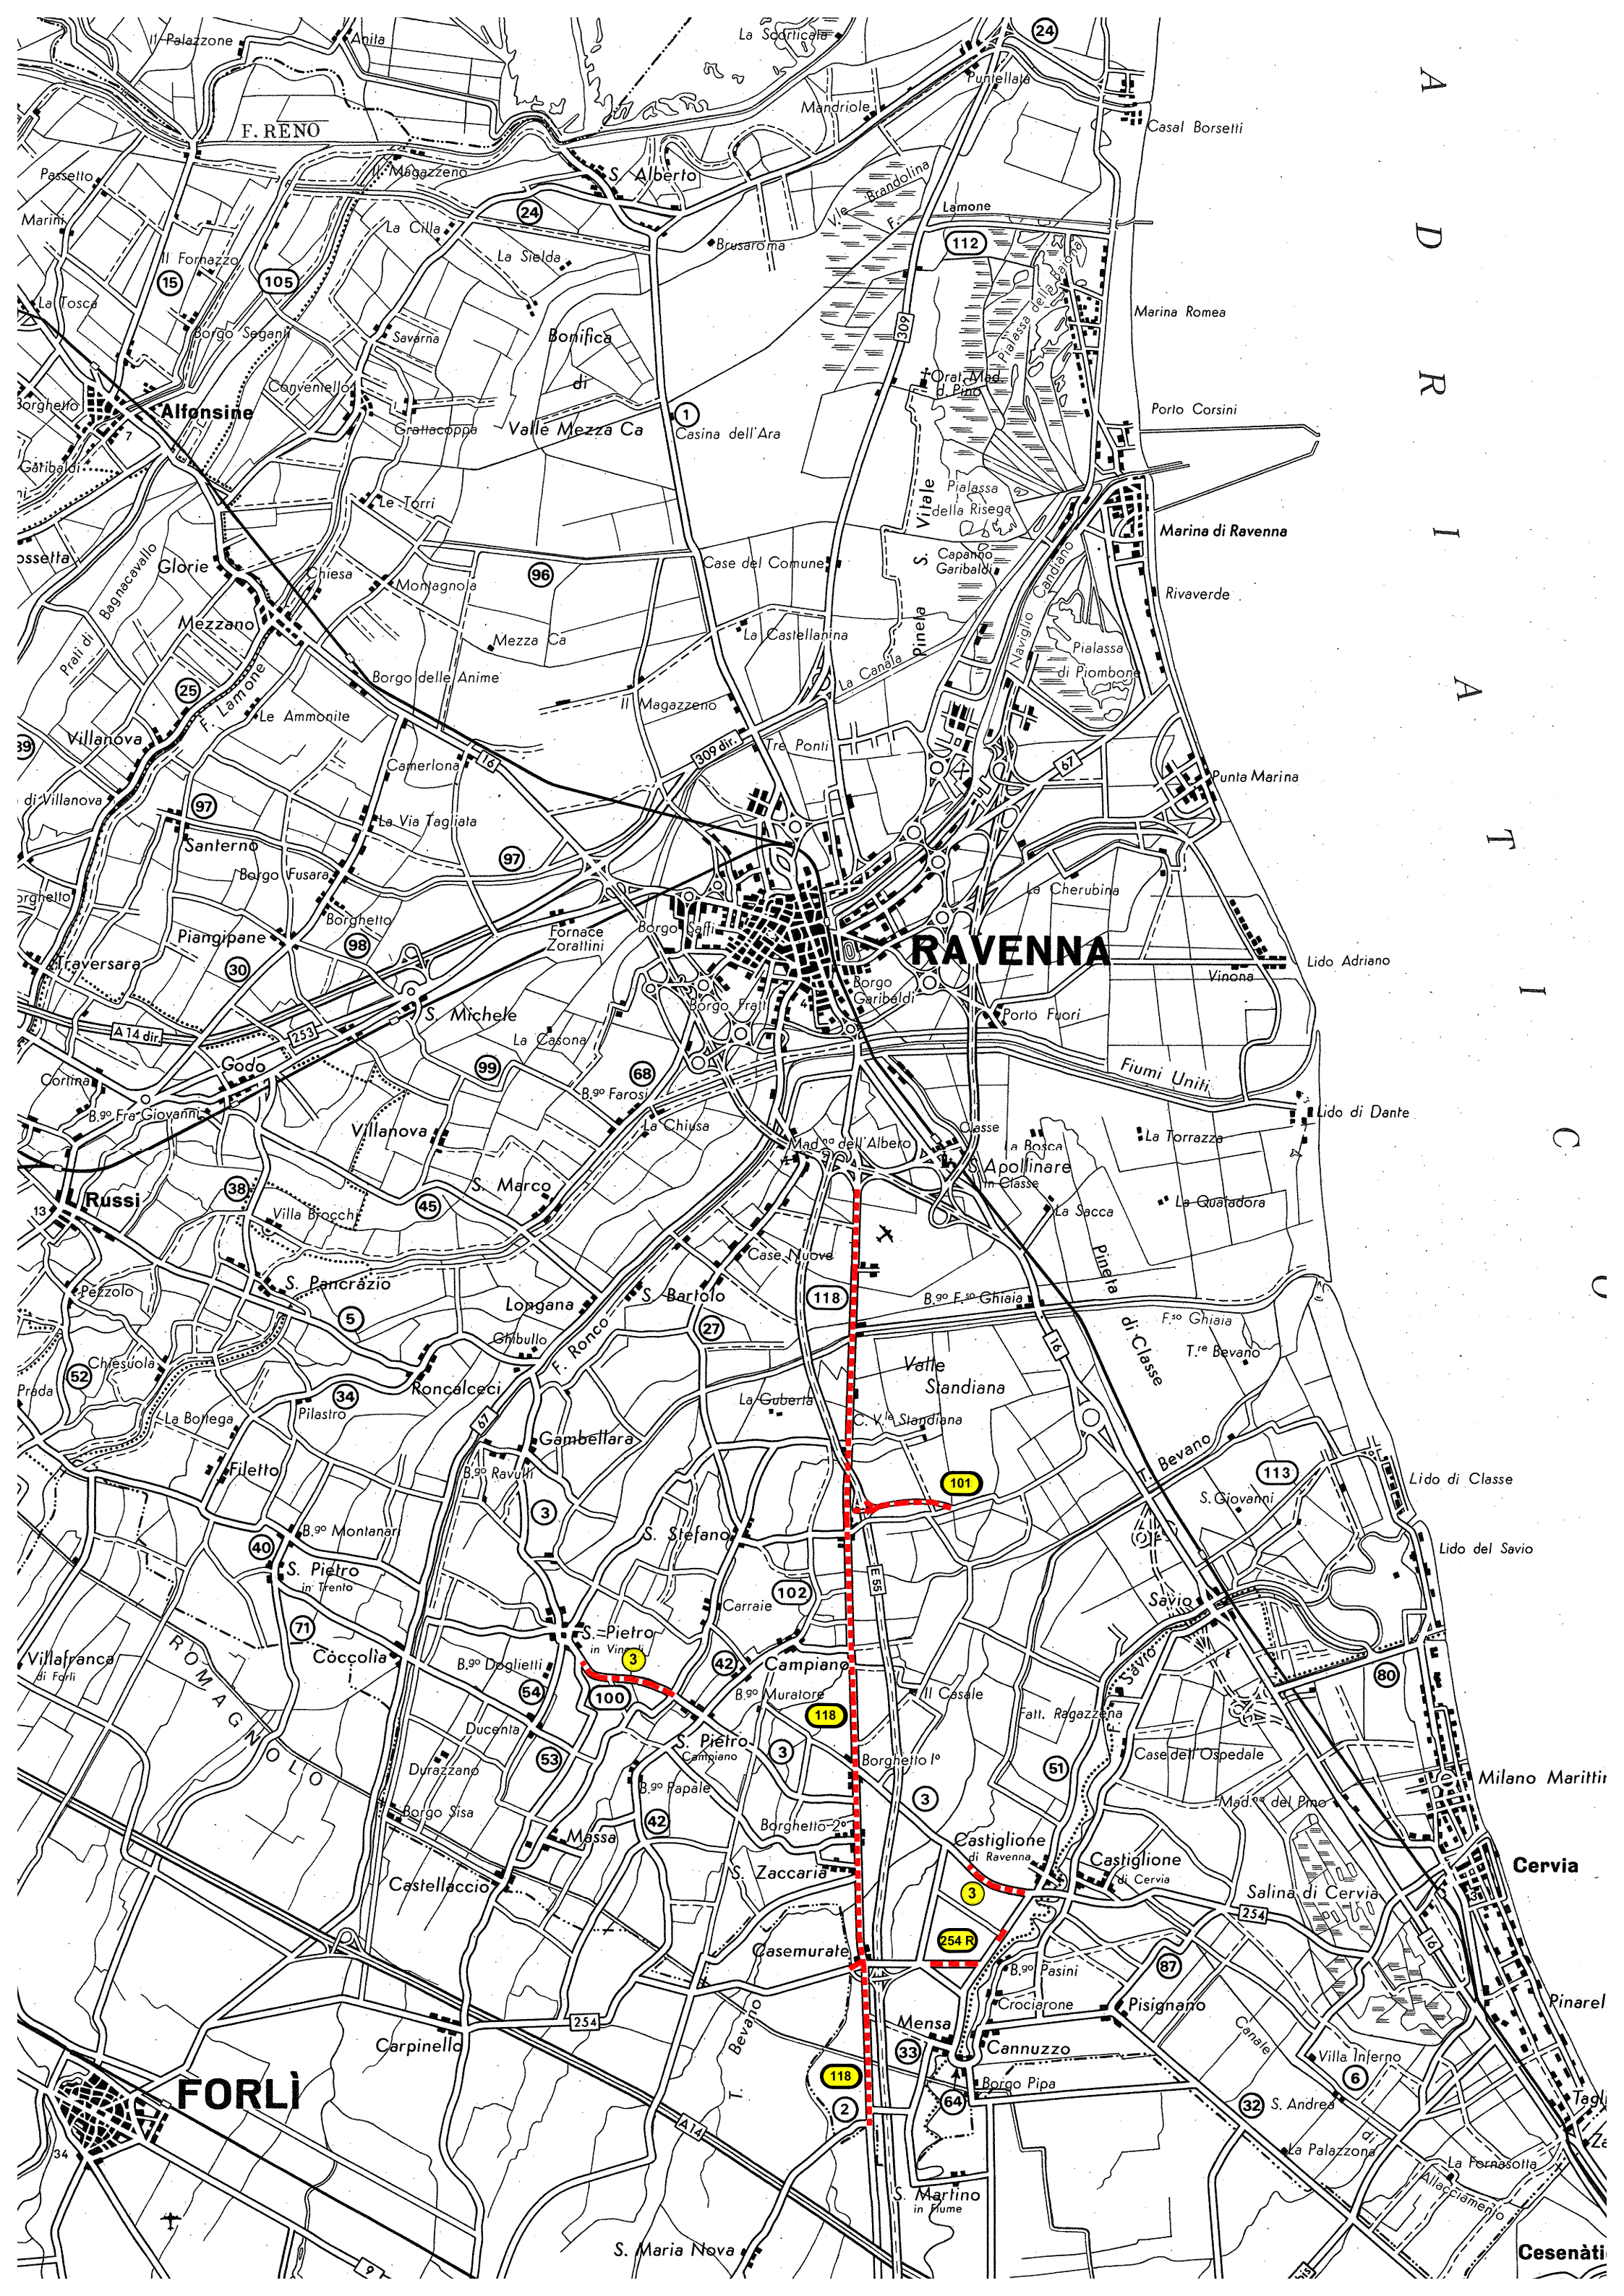 24
Il Palazzone
Anita
La Scorticata
Puntellata
Mandriole
Casal Borsetti
F. RENO
Passetto
Il Magazzeno
S. Alberto
V.le Brandolina
Marini
24
La Cilla
F. Lamone
112
Brusaroma
La Sielda
Il Fornazzo
15
105
La Tosca
Marina Romea
Borgo Seganti
Savarna
Bonifica
309
Pialassa della Baiona
di
Orat. Mad.
d. Pino
Conventello
Borghetto
Alfonsine
7
1
Porto Corsini
Grattacoppa
Valle Mezza Ca
Casina dell'Ara
Garibaldi
Le Torri
Pialassa
della Risega
S. Vitale
Pineta
Marina di Ravenna
ossetta
Prati di Bagnacavallo
Glorie
Chiesa
96
Case del Comune
Capanno
Garibaldi
Naviglio Candiano
Montagnola
Rivaverde
Mezzano
Mezza Ca
La Castellanina
Pialassa
di Piombone
La Canala
Borgo delle Anime
25
F. Lamone
Le Ammonite
Il Magazzeno
Villanova
89
309 dir.
Tre Ponti
16
Camerlona
67
Punta Marina
di Villanova
97
La Via Tagliata
Santerno
97
Borgo Fusara
La Cherubina
orghetto
Borghetto
Piangipane
98
Fornace
Zorattini
Borgo Saffi
RAVENNA
Traversara
30
Lido Adriano
Vinona
Borgo
Garibaldi
4
Borgo Fratti
Porto Fuori
S. Michele
A 14 dir.
253
La Casona
Godo
99
68
Fiumi Uniti
Cortina
B.go Farosi
B.go Fra Giovanni
Lido di Dante
Villanova
La Chiusa
Classe
Mad.na dell'Albero
La Bosca
La Torrazza
S. Apollinare
in Classe
Russi
13
38
45
S. Marco
La Quaiadora
Villa Brocchi
La Sacca
Case Nuove
Pineta
di Classe
S. Pancrazio
Pezzolo
Longana
S. Bartolo
118
B.go F.so Ghiaia
5
27
F.so Ghiaia
Ghibullo
F. Ronco
16
T.re Bevano
Chiesuola
52
Valle
Standiana
Prada
34
Roncalceci
La Guberta
La Bottega
Pilastro
67
C. V.le Standiana
Gambellara
T. Bevano
B.go Ravulli
Filetto
101
113
Lido di Classe
3
S. Giovanni
B.go Montanari
S. Stefano
40
Lido del Savio
S. Pietro
in Trento
E 55
102
Carraie
Savio
71
S. Pietro
in Vincoli
3
ROMAGNOLO
Villafranca
di Forlì
Còccolia
B.go Doglietti
42
Campiano
80
54
100
B.go Muratore
Il Casale
F. Savio
118
Fatt. Ragazzena
Ducenta
S. Pietro
Campiano
3
53
Borghetto Iº
Case dell'Ospedale
Durazzano
51
Milano Maritti
B.go Papale
3
Mad.na del Pino
Borgo Sisa
42
Borghetto 2º
Massa
Castiglione
di Ravenna
S. Zaccaria
Castiglione
di Cervia
Cervia
Castellaccio
3
Salina di Cervia
254
3
254 R
Casemurate
16
B.go Pasini
87
Crociarone
Pisignano
Pinarel
254
Mensa
Carpinello
T. Bevano
33
Cannuzzo
Canale
di
Allacciamento
Villa Inferno
118
Borgo Pipa
6
FORLÌ
2
64
32
S. Andrea
Tagl
A 14
34
La Palazzona
La Fornasotta
S. Martino
in fiume
S. Maria Nova
9
Cesenàti
A D R I A T I C O